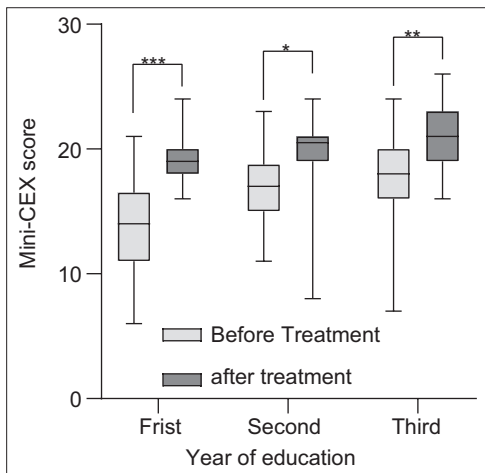 30
***
*
**
20
Mini-CEX score
10
Before Treatment
after treatment
0
Frist Second Third
Year of education